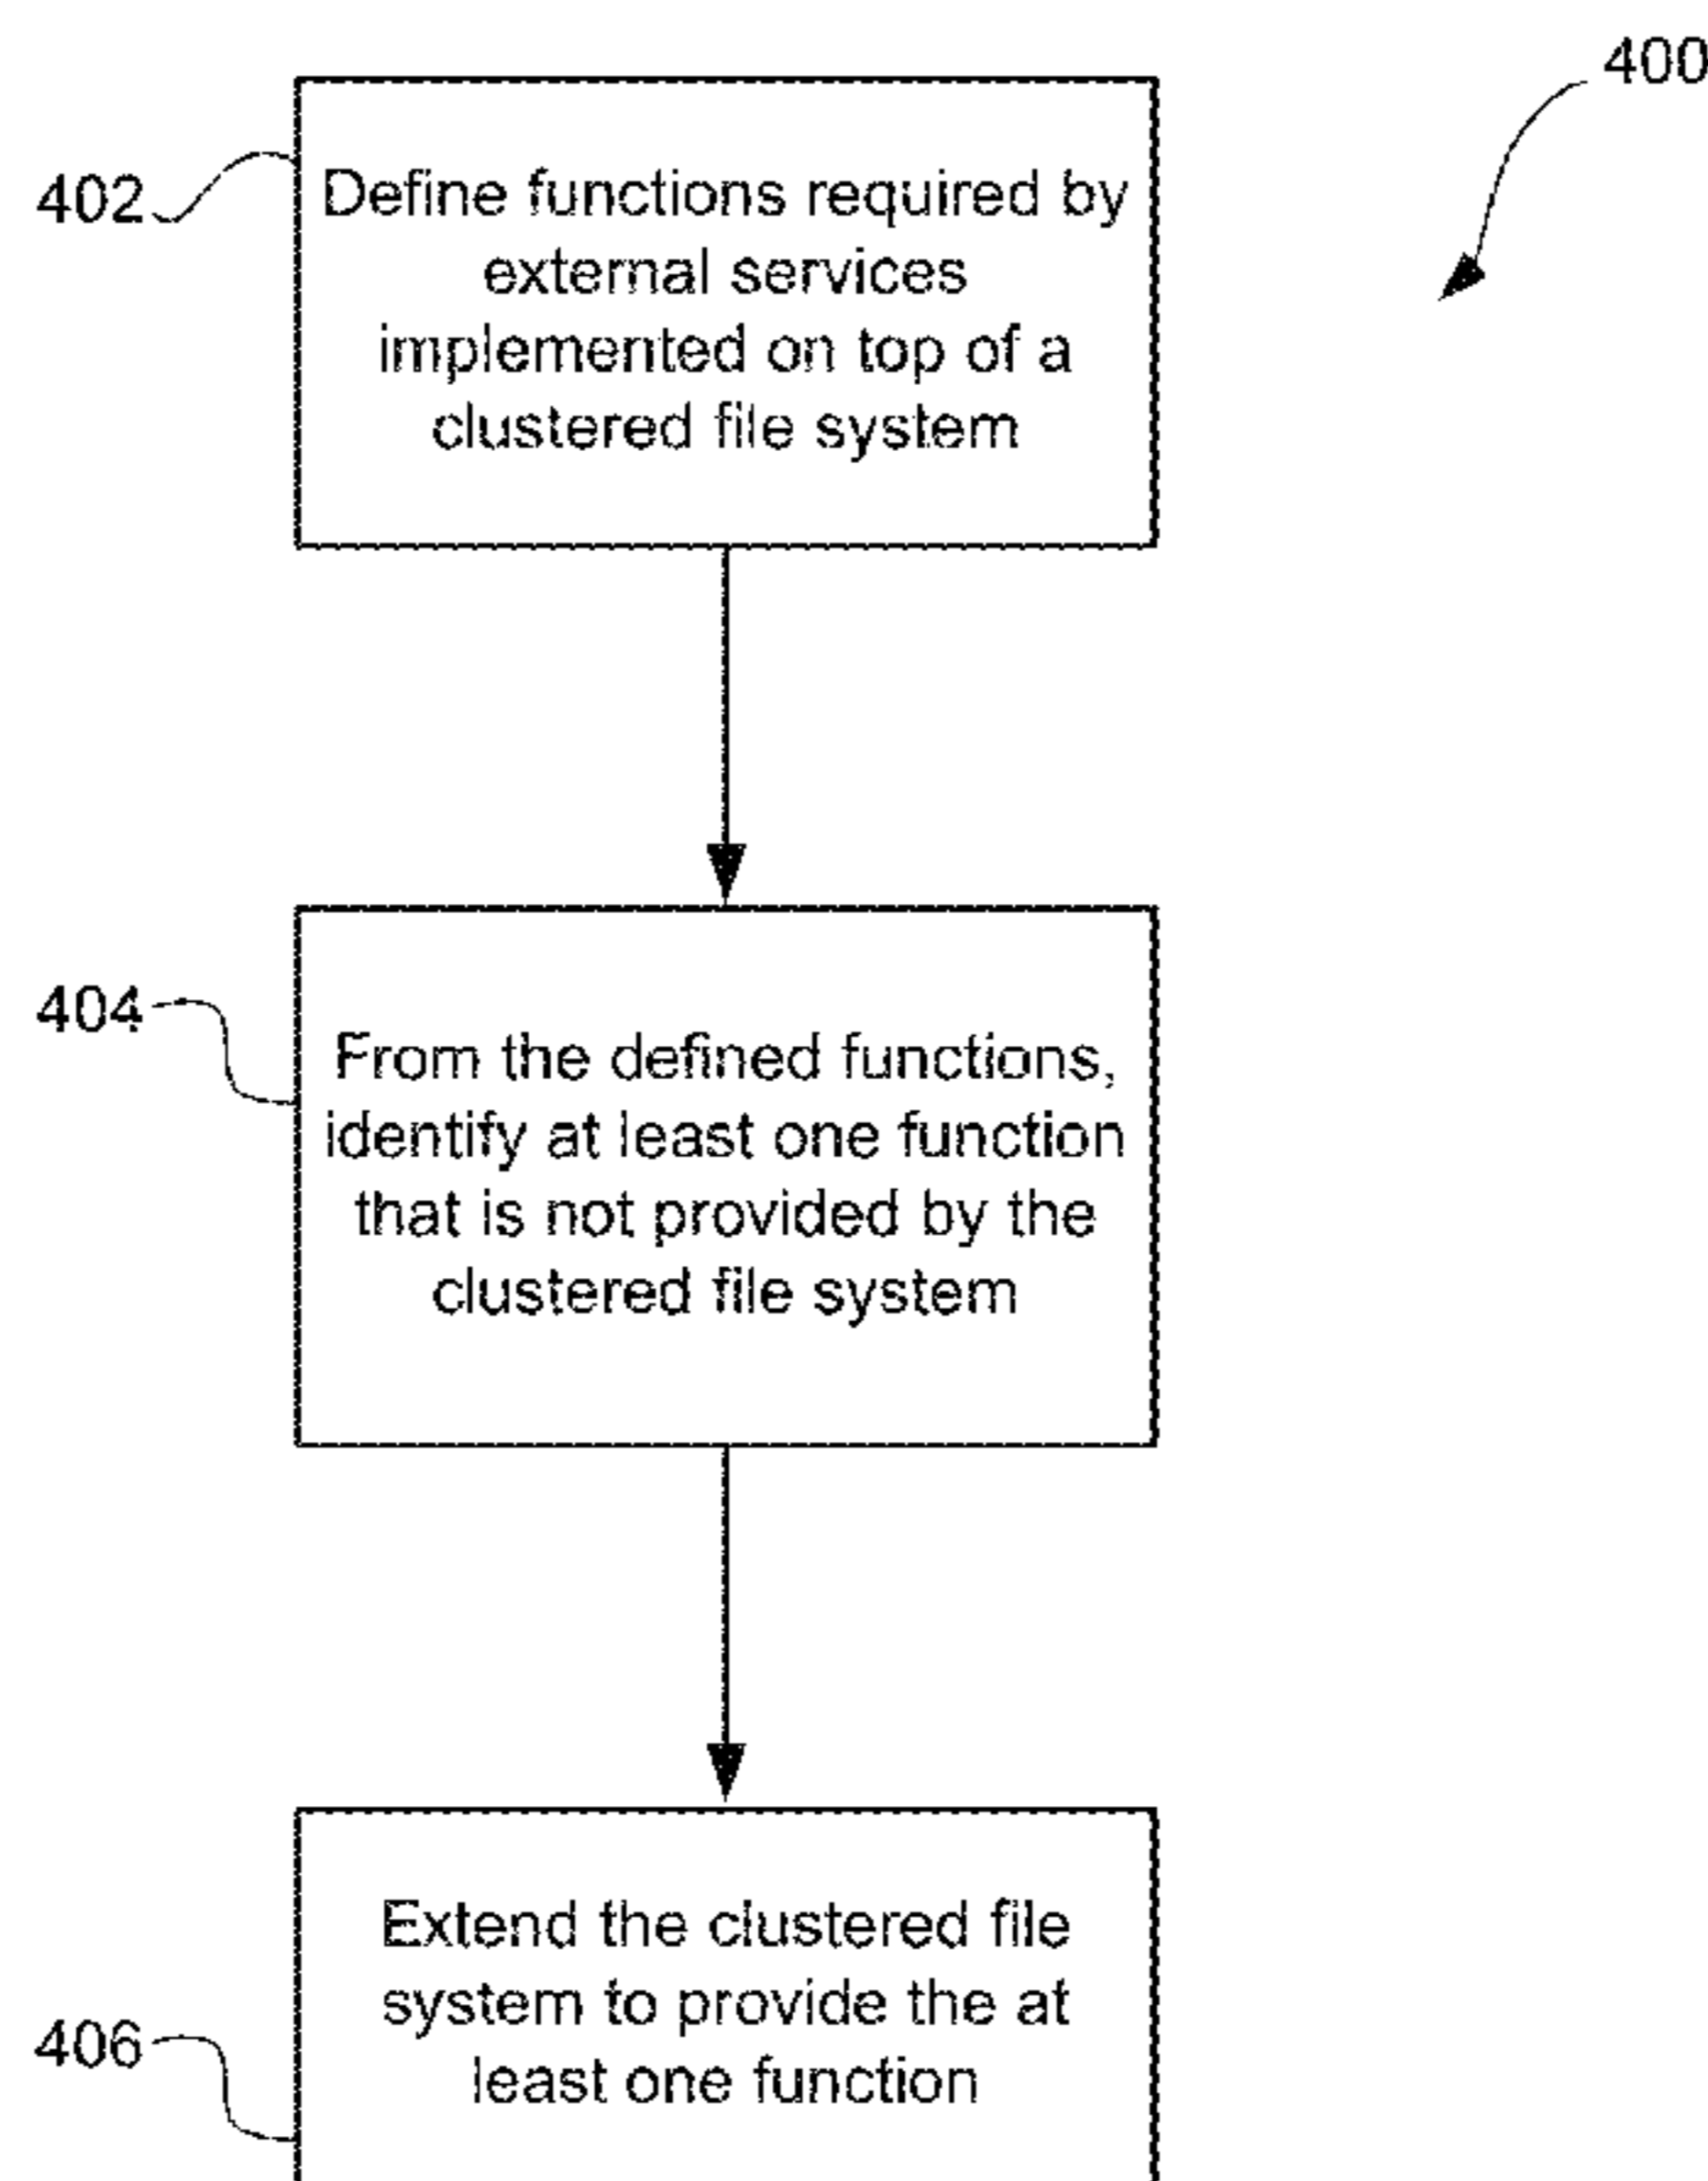 400
402
Define functions required by
external services
implemented on top of a
clustered file system
404
From the defined functions,
identify at least one function
that is not provided by the
clustered file system
406
Extend the clustered file
system to provide the at
least one function